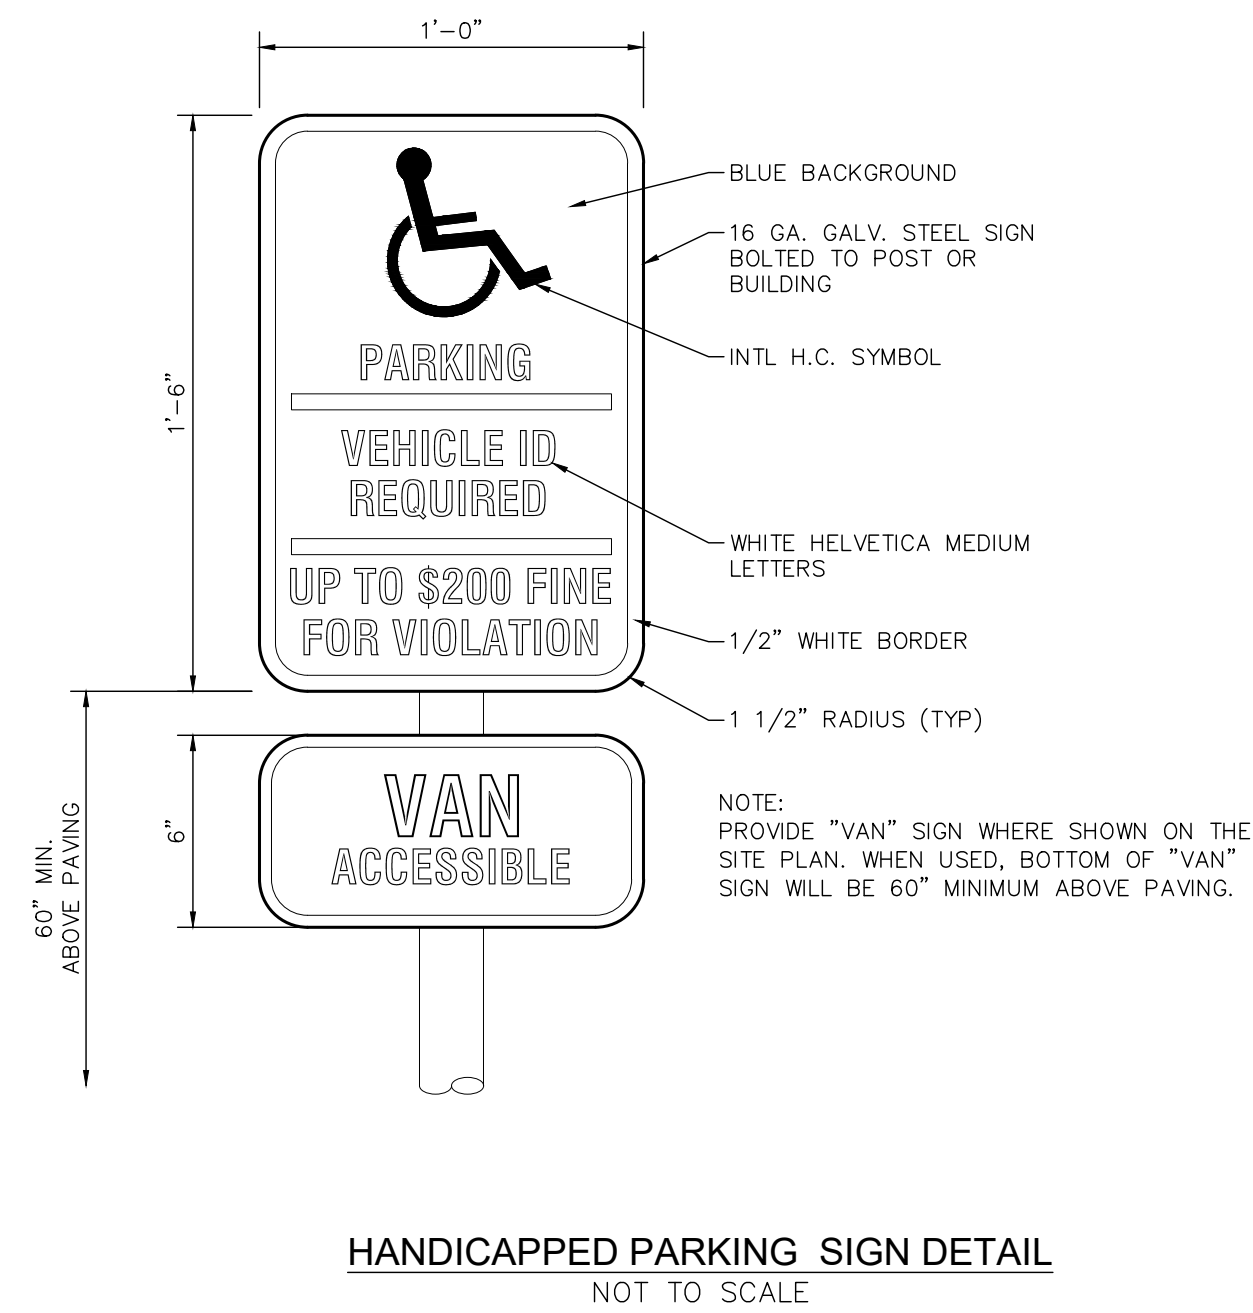 1'-0"
BLUE BACKGROUND
16 GA. GALV. STEEL SIGN
BOLTED TO POST OR
BUILDING
INTL H.C. SYMBOL
1'-6"
PARKING
VEHICLE ID
REQUIRED
UP TO $200 FINE
FOR VIOLATION
WHITE HELVETICA MEDIUM
LETTERS
1/2" WHITE BORDER
1 1/2" RADIUS (TYP)
60" MIN.
ABOVE PAVING
6"
VAN
ACCESSIBLE
NOTE:
PROVIDE "VAN" SIGN WHERE SHOWN ON THE
SITE PLAN. WHEN USED, BOTTOM OF "VAN"
SIGN WILL BE 60" MINIMUM ABOVE PAVING.
HANDICAPPED PARKING  SIGN DETAIL
NOT TO SCALE